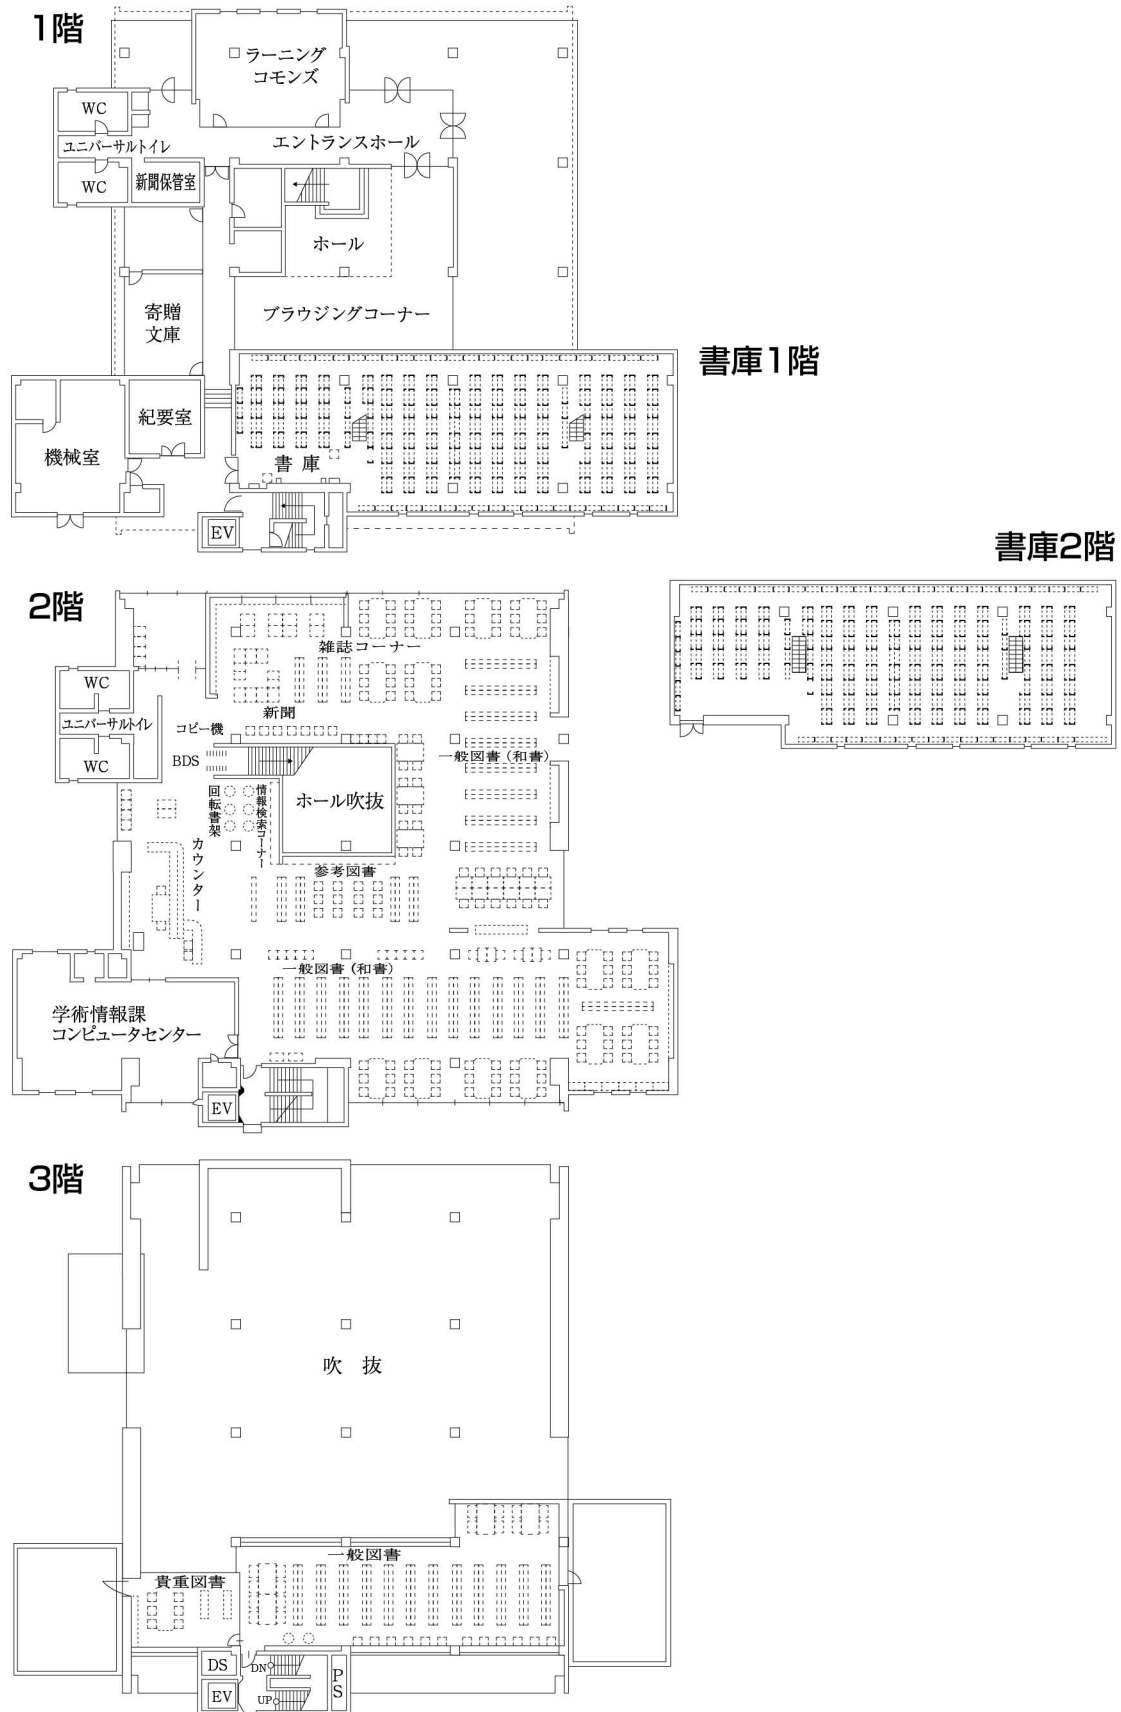 1階
ラーニング
コモンズ
WC
ユニバーサルトイレ
エントランスホール
WC
新聞保管室
ホール
寄贈
文庫
ブラウジングコーナー
書庫1階
紀要室
機械室
書庫
EV
書庫2階
2階
雑誌コーナー
WC
新聞
ユニバーサルトイレ
コピー機
BDS
WC
一般図書(和書)
回転書架
情報検索コーナー
ホール吹抜
カウンター
参考図書
一般図書(和書)
学術情報課
コンピュータセンター
EV
3階
吹抜
一般図書
貴重図書
DS
DN
PS
EV
UP